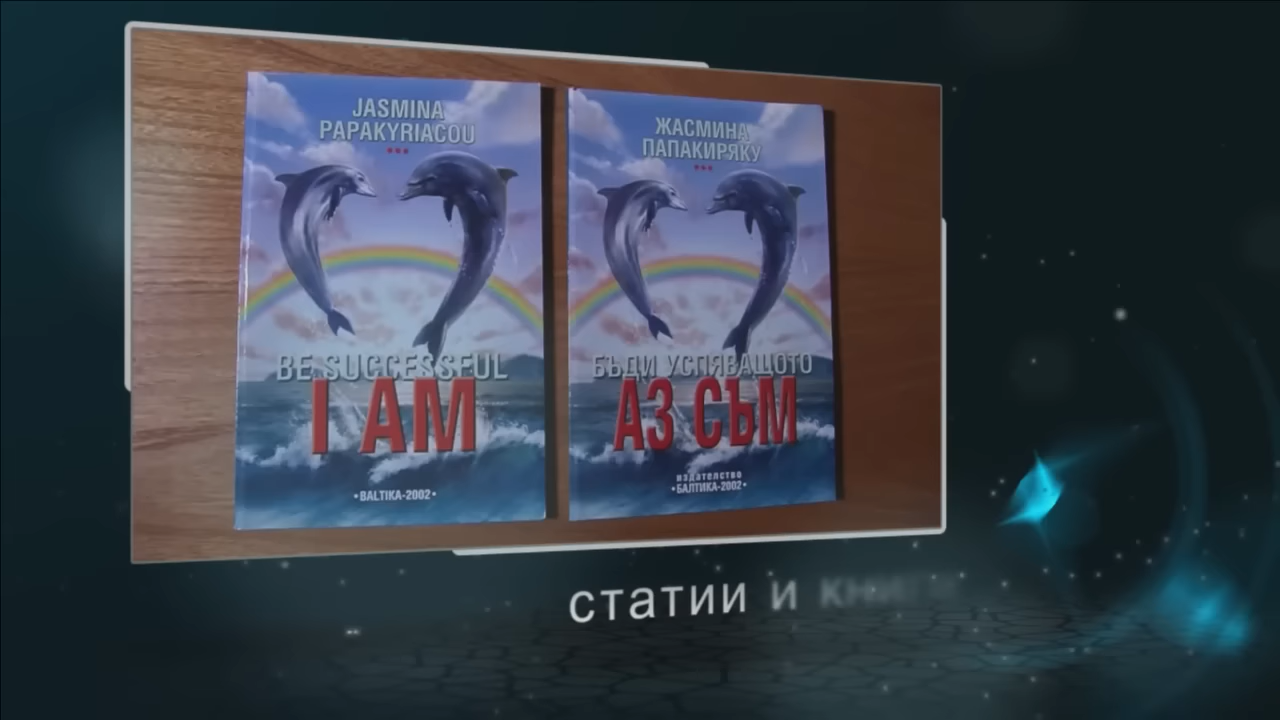 JASMINA
PAPAKYRIACOU
BE SUCCESSFUL
I AM
•BALTIKA-2002•
ЖАСМИНА
ПАПАКИРЯКУ
БЪДИ УСПЯВАЩОТО
АЗ СЪМ
издателство
•БАЛТИКА-2002•
статии и